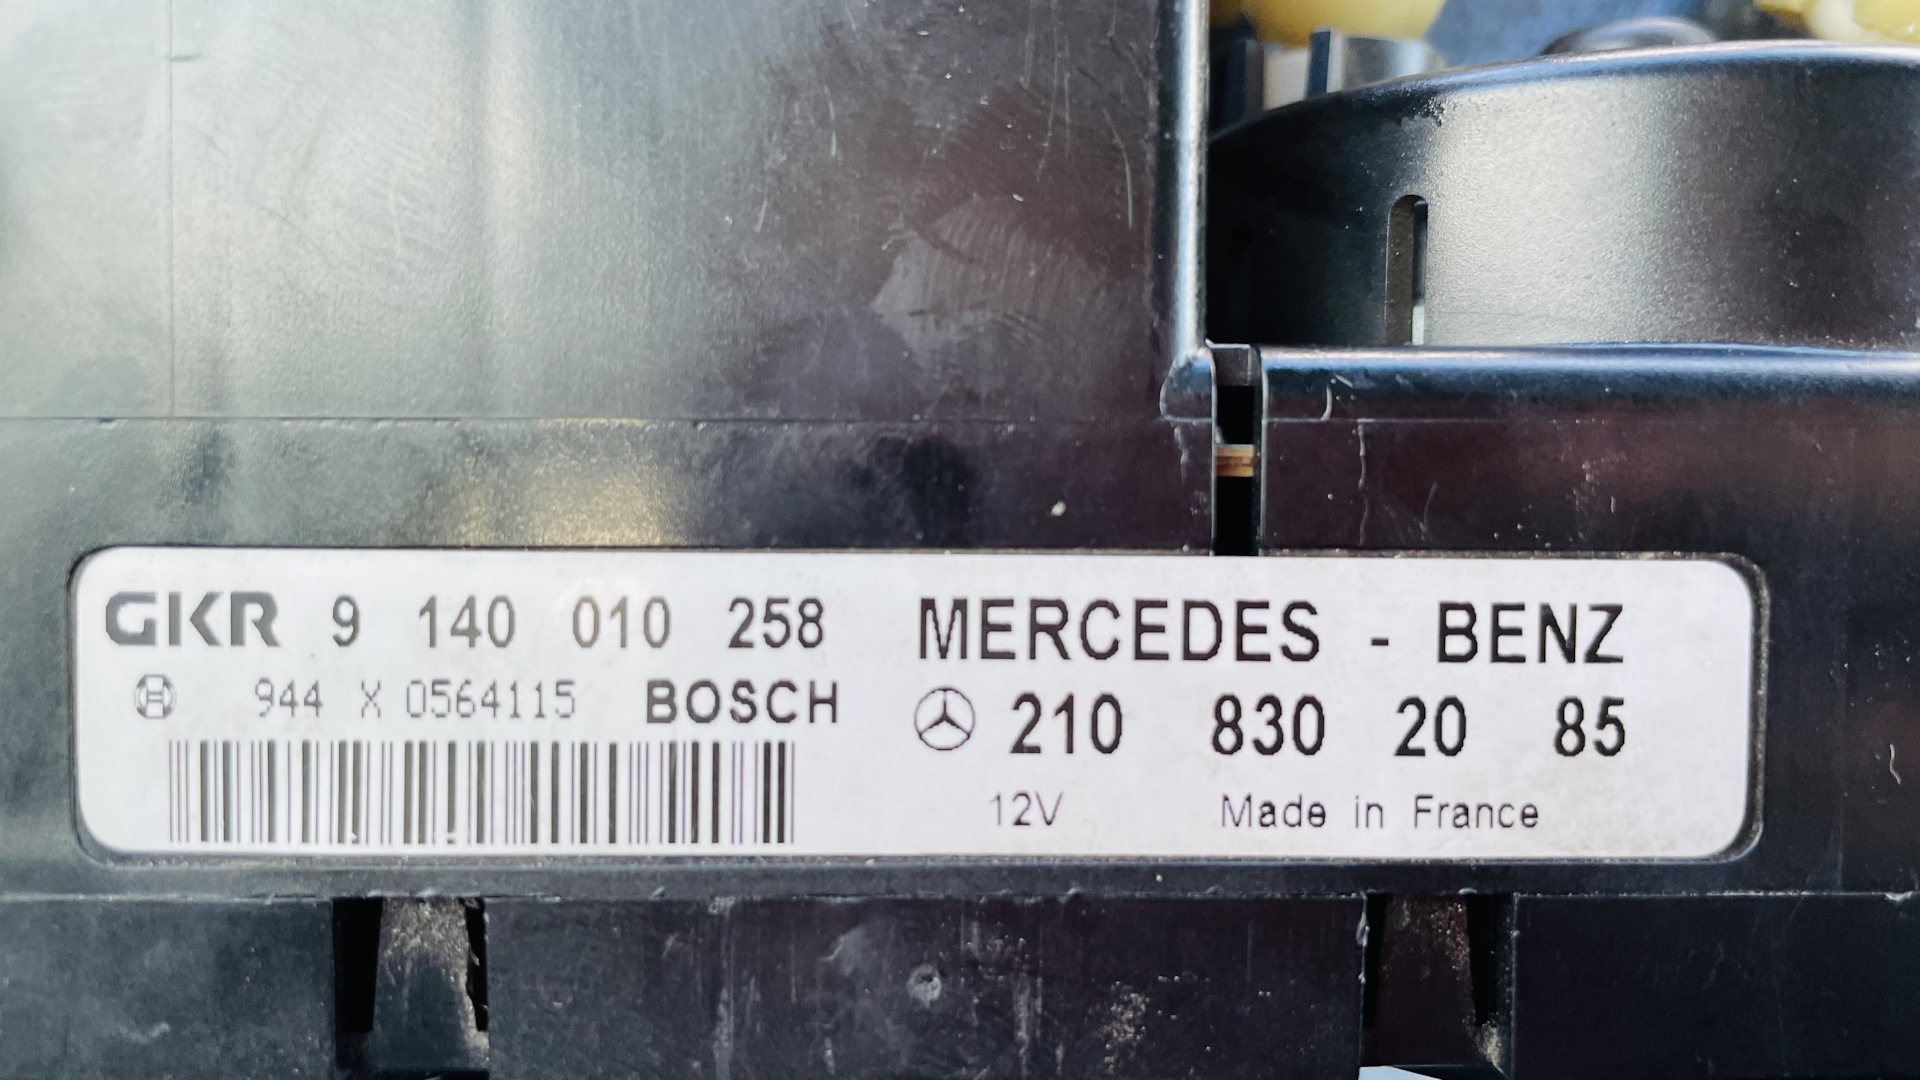 GKR 9 140 010 258
944 X 0564115 BOSCH
MERCEDES - BENZ
210 830 20 85
12V Made in France